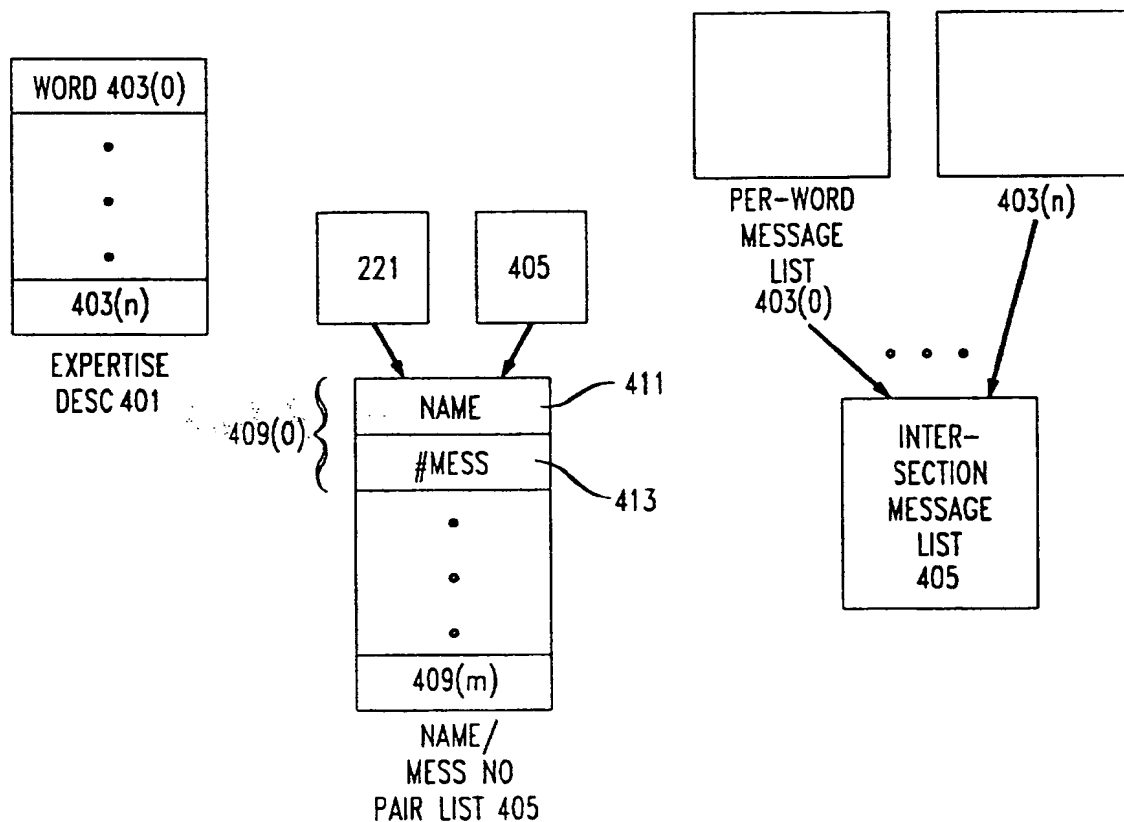 WORD 403(0)
403(n)
EXPERTISE
DESC 401
221
405
409(0)
NAME
#MESS
411
413
409(m)
NAME/
MESS NO
PAIR LIST 405
PER-WORD
MESSAGE
LIST
403(0)
403(n)
INTER-
SECTION
MESSAGE
LIST
405